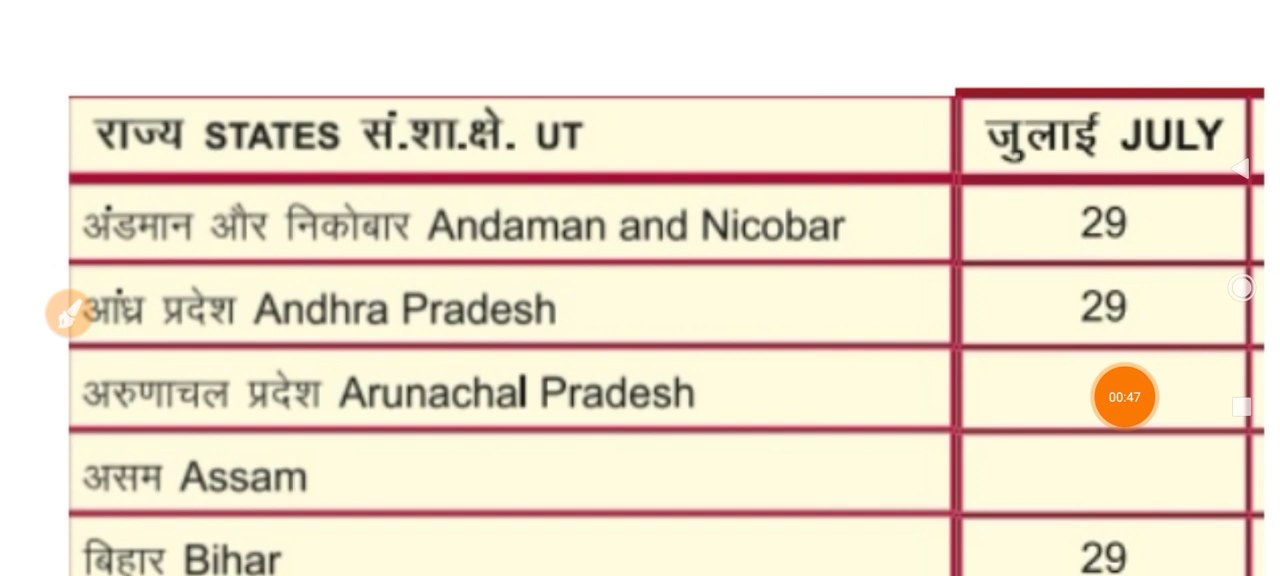 राज्य STATES सं.शा.क्षे. UT जुलाई JULY
अंडमान और निकोबार Andaman and Nicobar 29
आंध्र प्रदेश Andhra Pradesh 29
अरुणाचल प्रदेश Arunachal Pradesh 00:47
असम Assam
बिहार Bihar 29